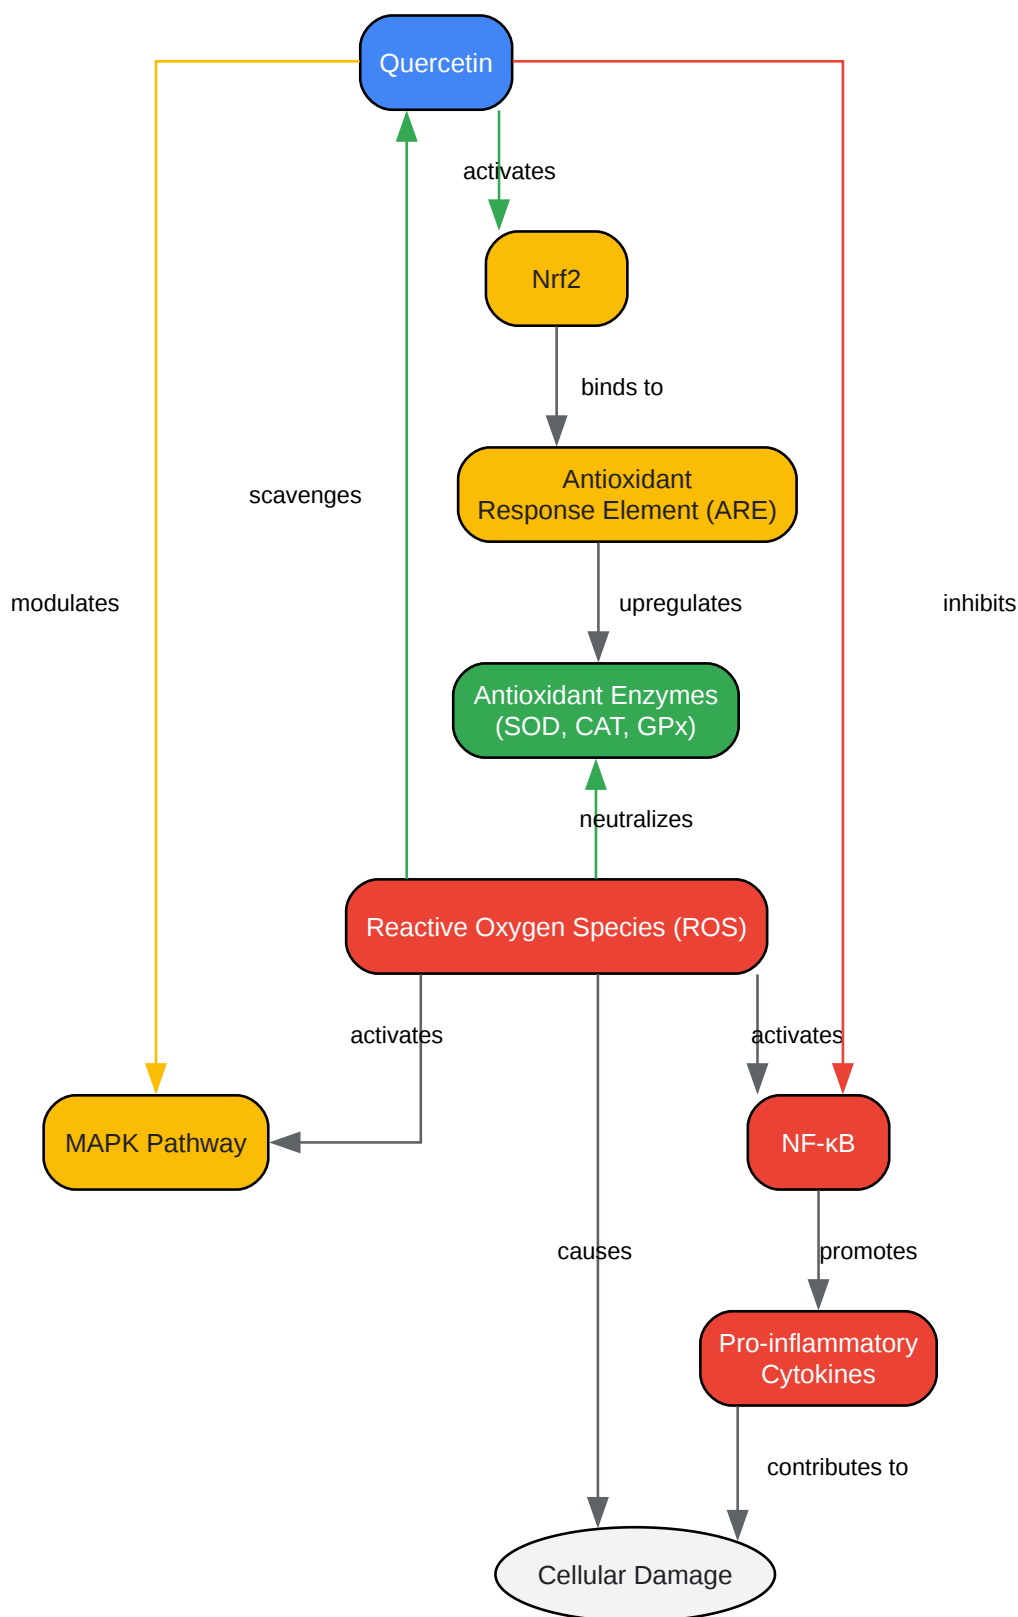 Quercetin
activates
Nrf2
binds to
Antioxidant
Response Element (ARE)
scavenges
modulates
upregulates
inhibits
Antioxidant Enzymes
(SOD, CAT, GPx)
neutralizes
Reactive Oxygen Species (ROS)
activates
activates
MAPK Pathway
NF-κB
causes
promotes
Pro-inflammatory
Cytokines
contributes to
Cellular Damage